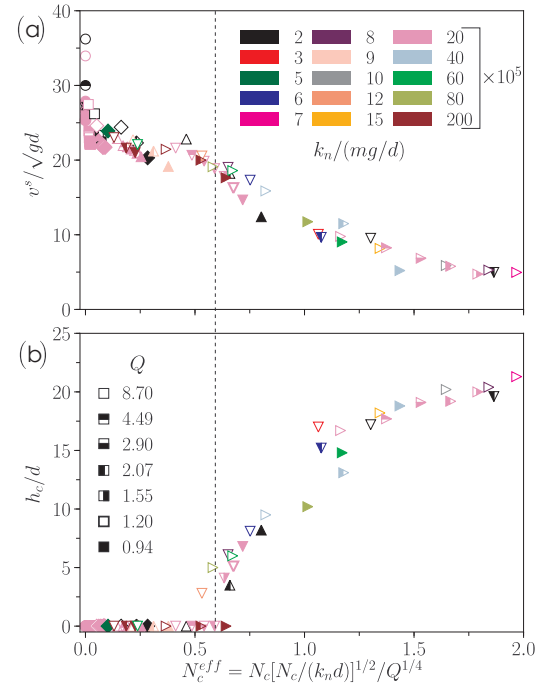 (a)
40
30
20
10
0
v^s/√gd
2 8 20
3 9 40
5 10 60
6 12 80
7 15 200
×10^5
k_n/(mg/d)
(b)
25
20
15
10
5
0
h_c/d
Q
8.70
4.49
2.90
2.07
1.55
1.20
0.94
0.0 0.5 1.0 1.5 2.0
N_c^{eff} = N_c[N_c/(k_nd)]^{1/2}/Q^{1/4}